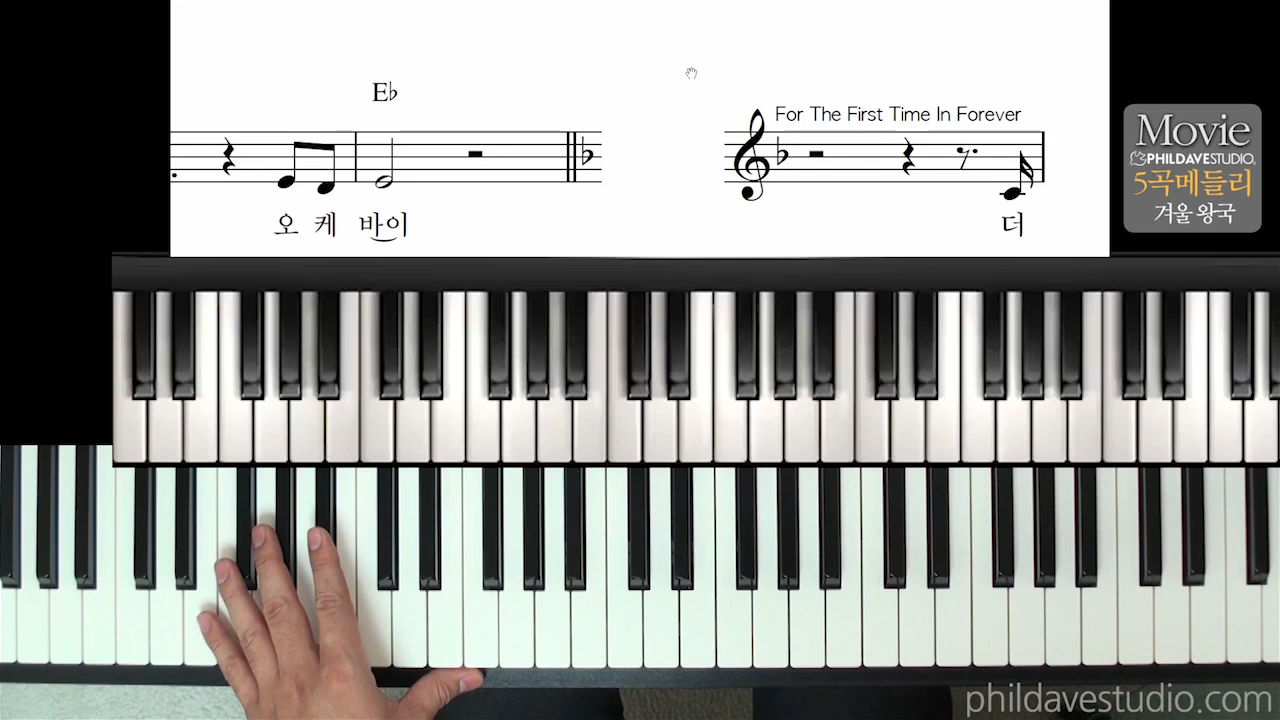 E♭
For The First Time In Forever
오 케 바이
더
Movie
PHILDAVESTUDIO.
5곡메들리
겨울 왕국
phildavestudio.com